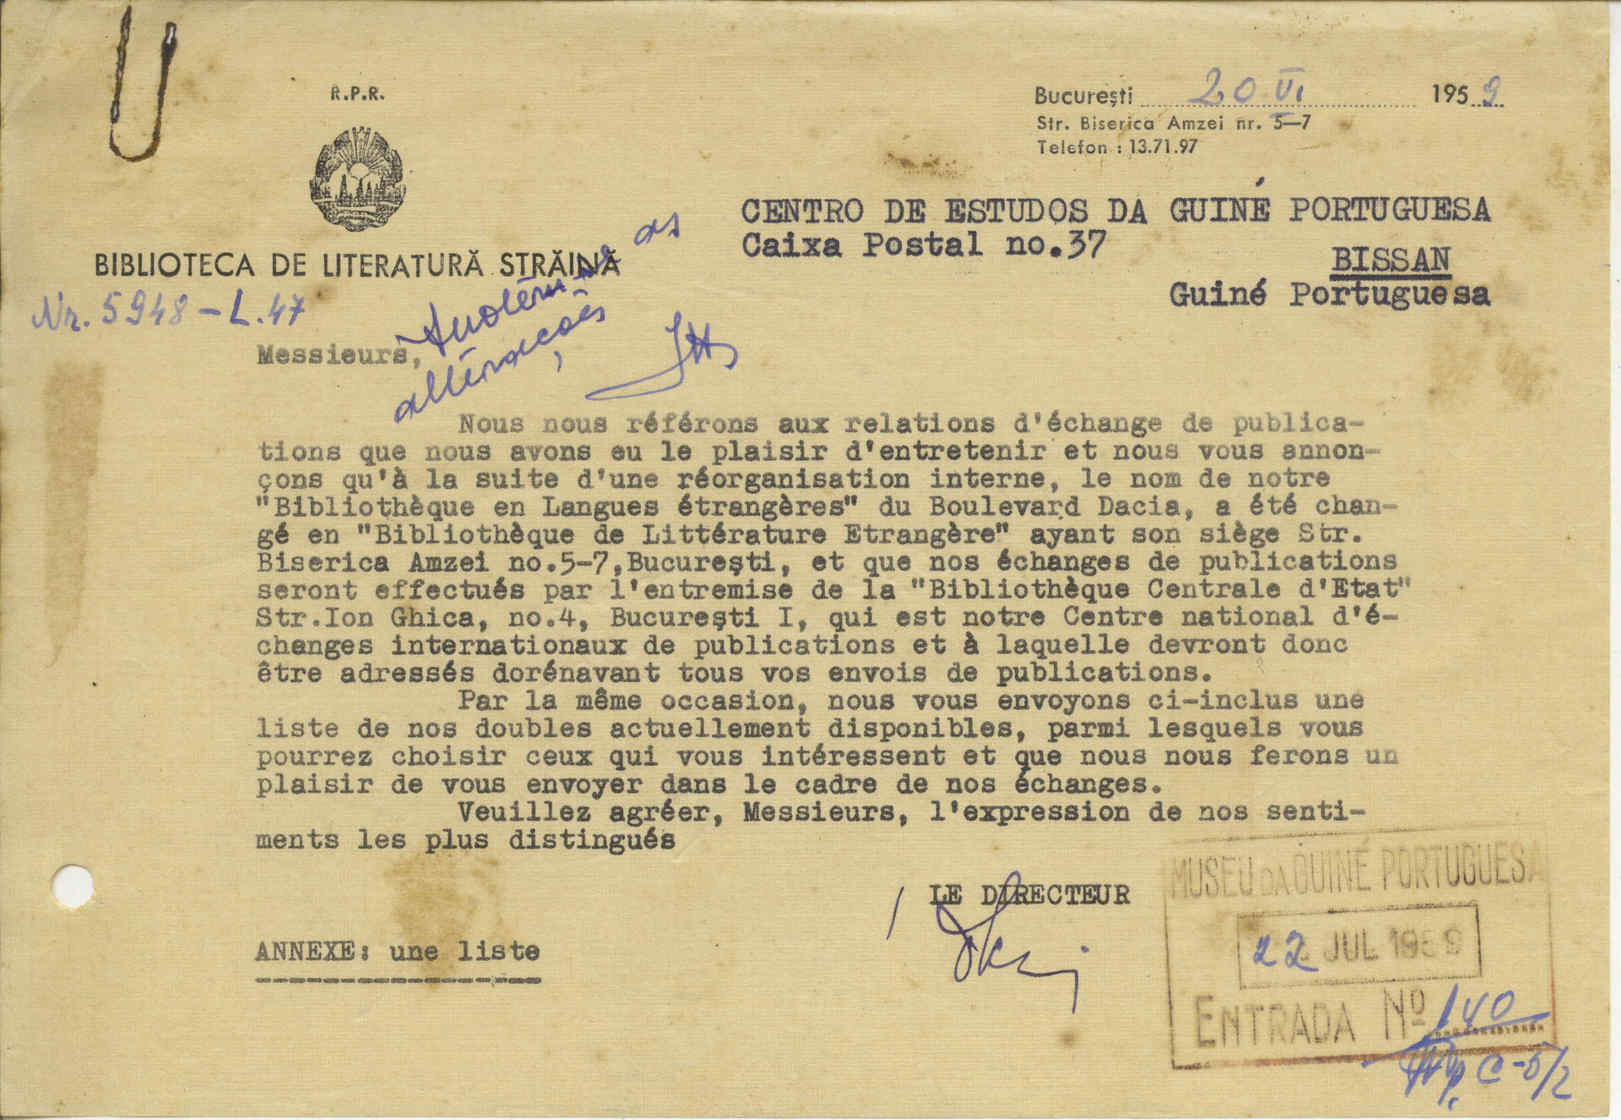 R.P.R.
BIBLIOTECA DE LITERATURĂ STRĂINĂ
Nr. 5948 - L.47
București 20 VI 1959
Str. Biserica Amzei nr. 5—7
Telefon : 13.71.97
CENTRO DE ESTUDOS DA GUINÉ PORTUGUESA
Caixa Postal no.37
BISSAN
Guiné Portuguesa
as
alterações
Messieurs,
Nous nous référons aux relations d'échange de publica-
tions que nous avons eu le plaisir d'entretenir et nous vous annon-
çons qu'à la suite d'une réorganisation interne, le nom de notre
"Bibliothèque en Langues étrangères" du Boulevard Dacia, a été chan-
gé en "Bibliothèque de Littérature Etrangère" ayant son siège Str.
Biserica Amzei no.5-7,București, et que nos échanges de publications
seront effectués par l'entremise de la "Bibliothèque Centrale d'Etat"
Str.Ion Ghica, no.4, București I, qui est notre Centre national d'é-
changes internationaux de publications et à laquelle devront donc
être adressés dorénavant tous vos envois de publications.
Par la même occasion, nous vous envoyons ci-inclus une
liste de nos doubles actuellement disponibles, parmi lesquels vous
pourrez choisir ceux qui vous intéressent et que nous nous ferons un
plaisir de vous envoyer dans le cadre de nos échanges.
Veuillez agréer, Messieurs, l'expression de nos senti-
ments les plus distingués
LE DIRECTEUR
ANNEXE: une liste
MUSEU DA GUINÉ PORTUGUESA
22 JUL 1959
ENTRADA Nº 140
C-5/2